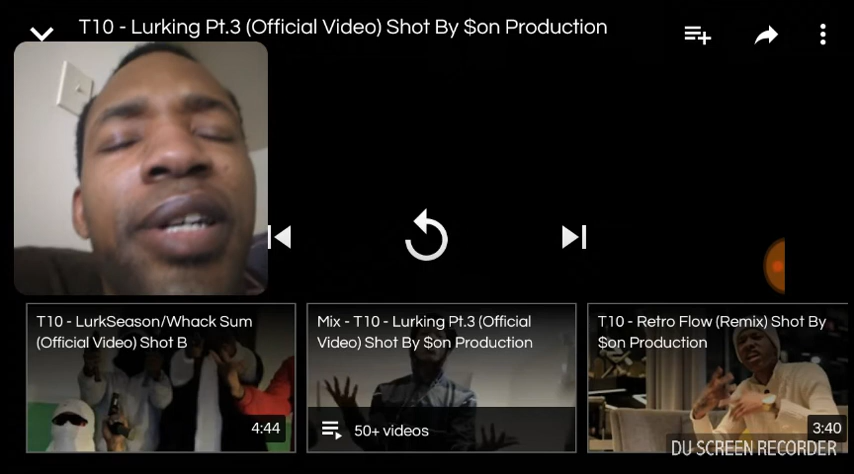 T10 - Lurking Pt.3 (Official Video) Shot By $on Production
T10 - LurkSeason/Whack Sum
(Official Video) Shot B
4:44
Mix - T10 - Lurking Pt.3 (Official
Video) Shot By $on Production
50+ videos
T10 - Retro Flow (Remix) Shot By
$on Production
3:40
DU SCREEN RECORDER